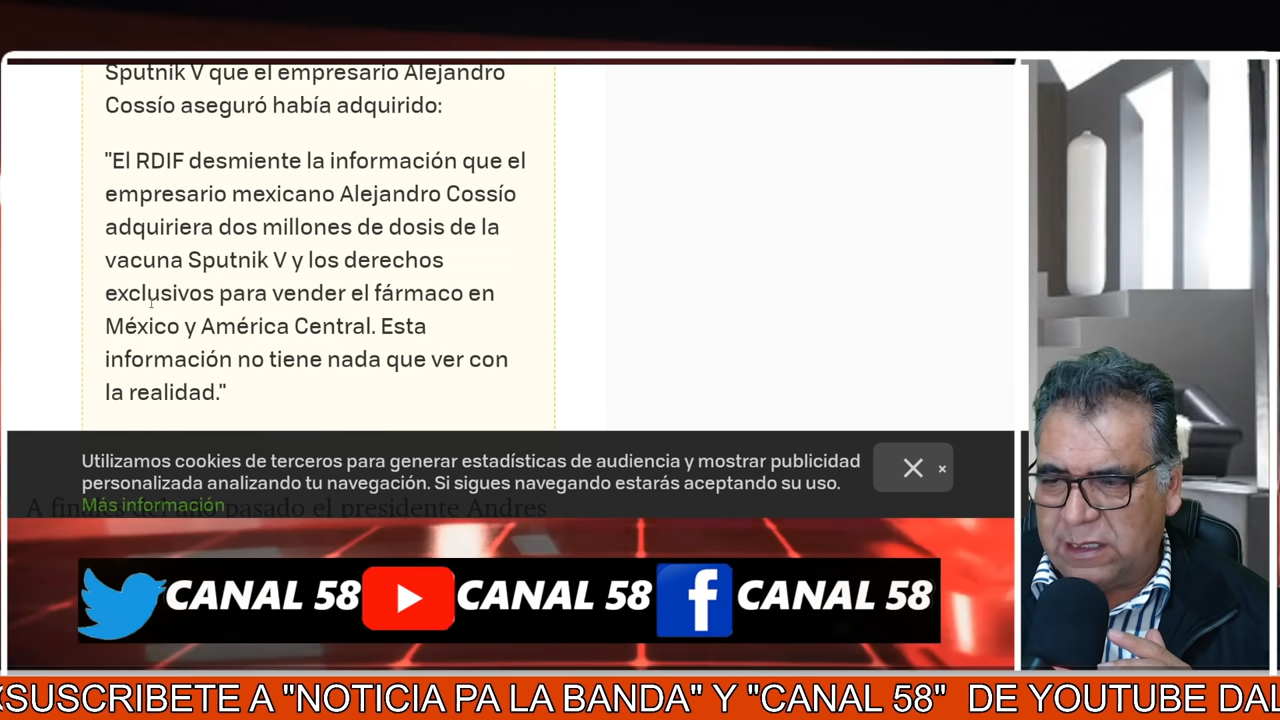 Sputnik V que el empresario Alejandro
Cossío aseguró había adquirido:
"El RDIF desmiente la información que el
empresario mexicano Alejandro Cossío
adquiriera dos millones de dosis de la
vacuna Sputnik V y los derechos
exclusivos para vender el fármaco en
México y América Central. Esta
información no tiene nada que ver con
la realidad."
Utilizamos cookies de terceros para generar estadísticas de audiencia y mostrar publicidad
personalizada analizando tu navegación. Si sigues navegando estarás aceptando su uso.
Más información
pasado el presidente Andres
CANAL 58 CANAL 58 CANAL 58
SUSCRIBETE A "NOTICIA PA LA BANDA" Y "CANAL 58" DE YOUTUBE